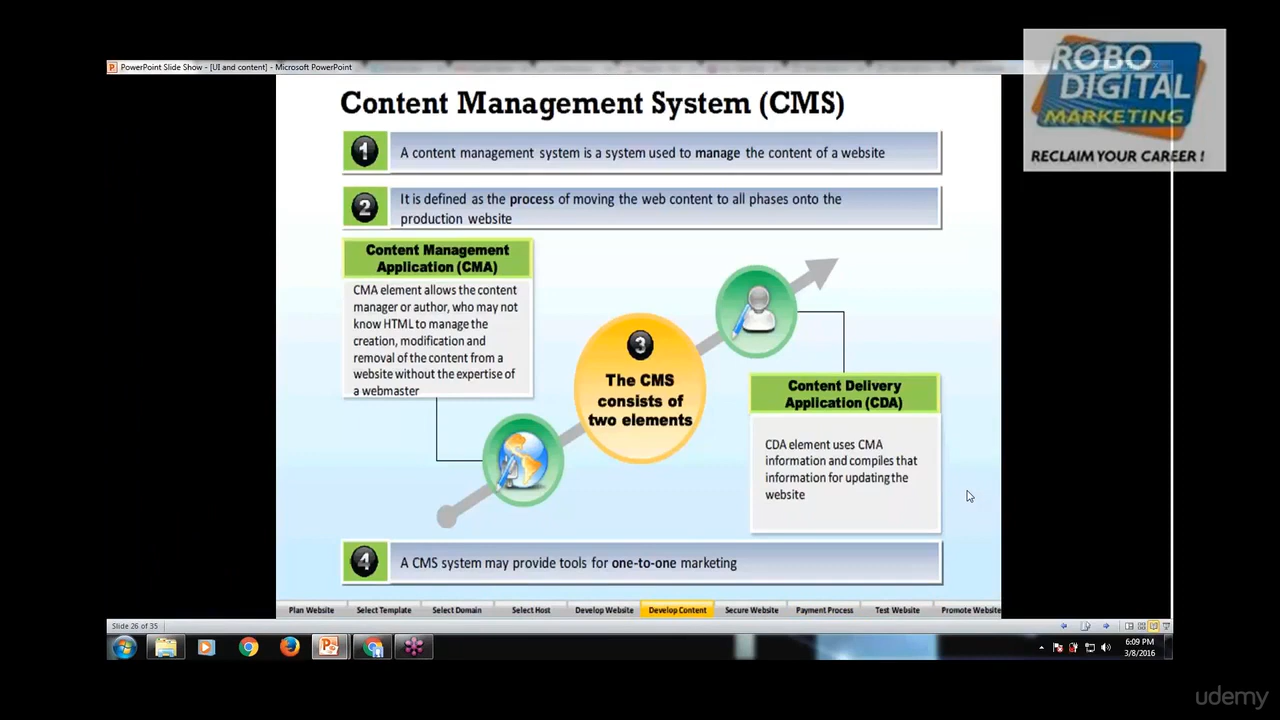 PowerPoint Slide Show - [UI and content] - Microsoft PowerPoint
ROBO
DIGITAL
MARKETING
RECLAIM YOUR CAREER !
Content Management System (CMS)
1
A content management system is a system used to manage the content of a website
2
It is defined as the process of moving the web content to all phases onto the
production website
Content Management
Application (CMA)
CMA element allows the content
manager or author, who may not
know HTML to manage the
creation, modification and
removal of the content from a
website without the expertise of
a webmaster
3
The CMS
consists of
two elements
Content Delivery
Application (CDA)
CDA element uses CMA
information and compiles that
information for updating the
website
4
A CMS system may provide tools for one-to-one marketing
Plan Website Select Template Select Domain Select Host Develop Website Develop Content Secure Website Payment Process Test Website Promote Website
Slide 26 of 35
6:09 PM
3/8/2016
udemy